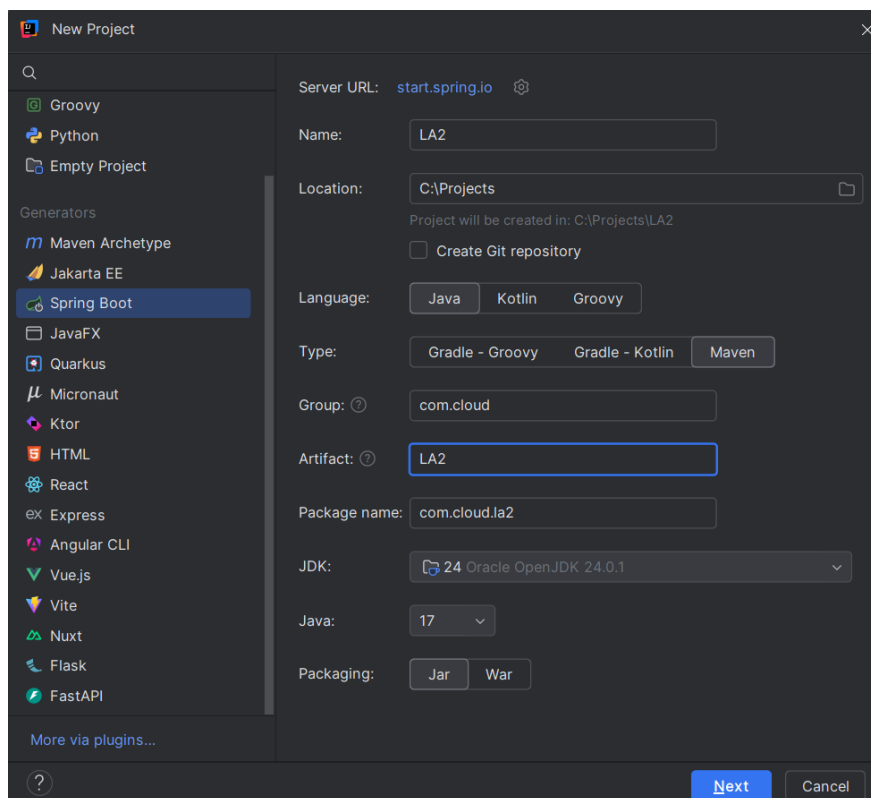 New Project
Groovy
Python
Empty Project
Generators
Maven Archetype
Jakarta EE
Spring Boot
JavaFX
Quarkus
Micronaut
Ktor
HTML
React
Express
Angular CLI
Vue.js
Vite
Nuxt
Flask
FastAPI
More via plugins...
Server URL: start.spring.io
Name: LA2
Location: C:\Projects
Project will be created in: C:\Projects\LA2
Create Git repository
Language: Java Kotlin Groovy
Type: Gradle - Groovy Gradle - Kotlin Maven
Group: ? com.cloud
Artifact: ? LA2
Package name: com.cloud.la2
JDK: 24 Oracle OpenJDK 24.0.1
Java: 17
Packaging: Jar War
? Next Cancel